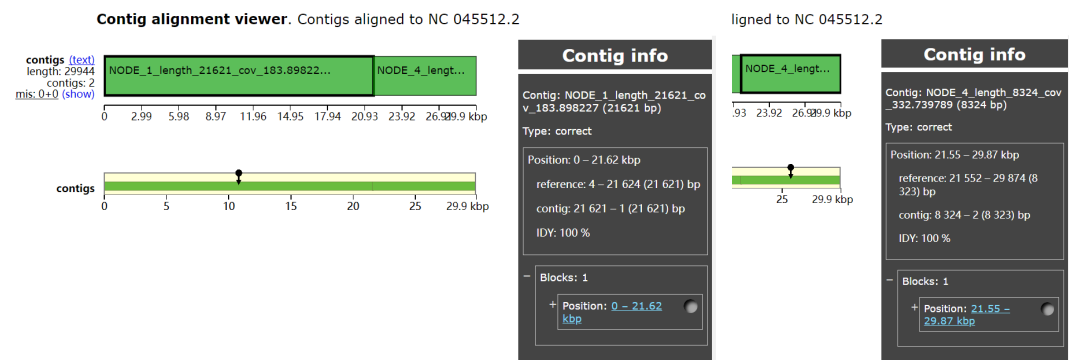 Contig alignment viewer. Contigs aligned to NC 045512.2
contigs (text)
length: 29944
contigs: 2
mis: 0+0 (show)
NODE_1_length_21621_cov_183.89822...
NODE_4_lengt...
0 2.99 5.98 8.97 11.96 14.95 17.94 20.93 23.92 26.9 29.9 kbp
contigs
0 5 10 15 20 25 29.9 kbp
Contig info
Contig: NODE_1_length_21621_co
v_183.898227 (21621 bp)
Type: correct
Position: 0 – 21.62 kbp
reference: 4 – 21 624 (21 621) bp
contig: 21 621 – 1 (21 621) bp
IDY: 100 %
− Blocks: 1
+ Position: 0 – 21.62
kbp
ligned to NC 045512.2
NODE_4_lengt...
.93 23.92 26.9 29.9 kbp
25 29.9 kbp
Contig info
Contig: NODE_4_length_8324_cov
_332.739789 (8324 bp)
Type: correct
Position: 21.55 – 29.87 kbp
reference: 21 552 – 29 874 (8
323) bp
contig: 8 324 – 2 (8 323) bp
IDY: 100 %
− Blocks: 1
+ Position: 21.55 –
29.87 kbp